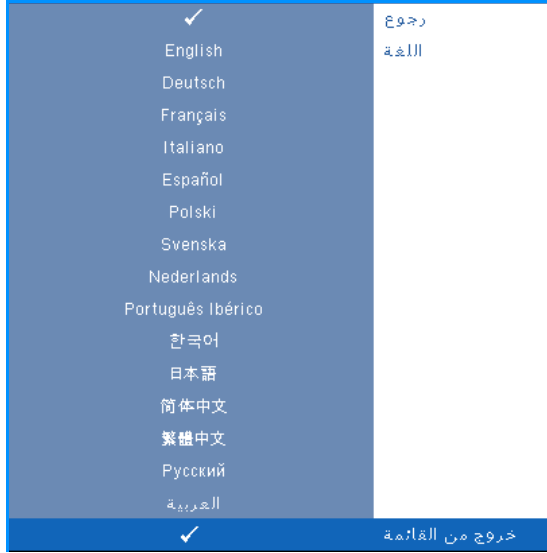 ✓ رجوع
English اللغة
Deutsch
Français
Italiano
Español
Polski
Svenska
Nederlands
Português Ibérico
한국어
日本語
简体中文
繁體中文
Русский
العربية
✓ خروج من القائمة